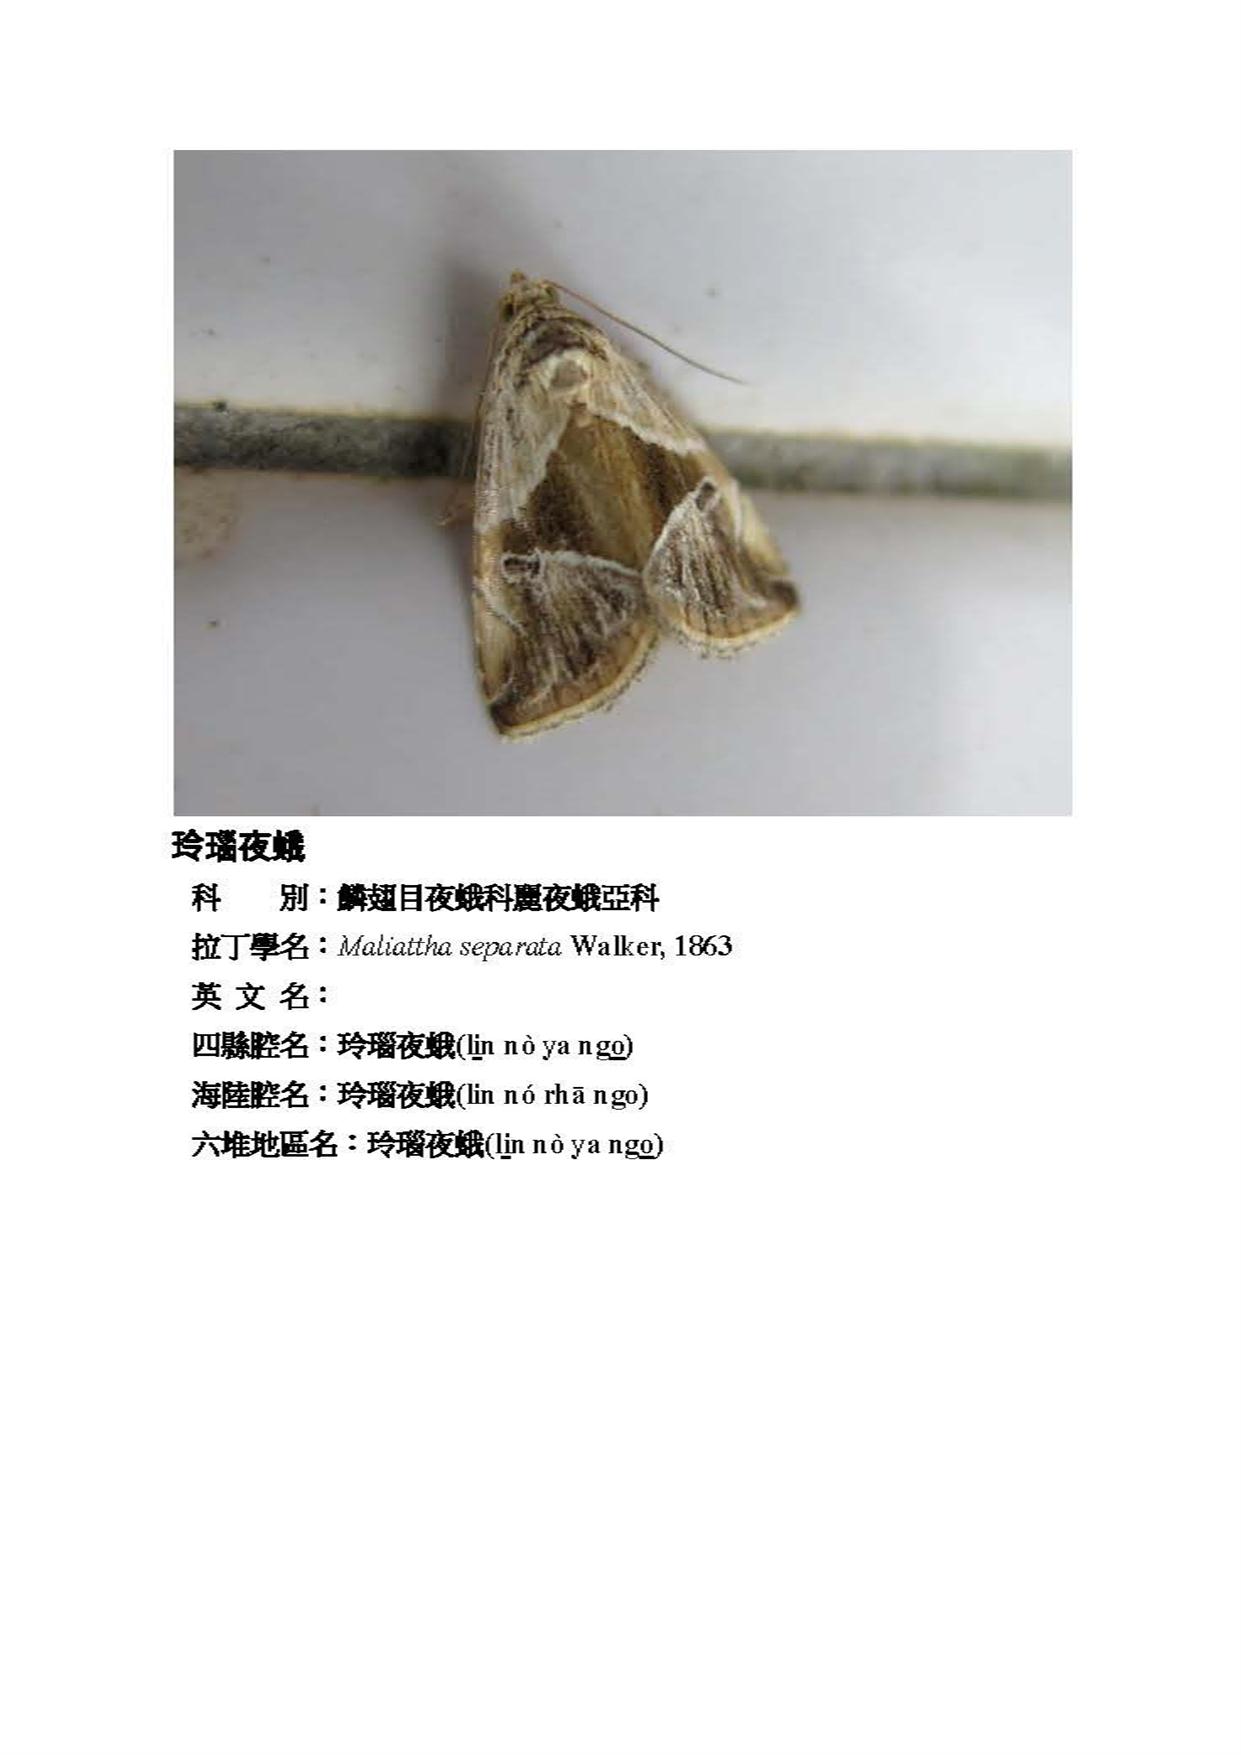 玲瑙夜蛾
科　　別：鱗翅目夜蛾科麗夜蛾亞科
拉丁學名：Maliattha separata Walker, 1863
英 文 名：
四縣腔名：玲瑙夜蛾(lin nò ya ngo)
海陸腔名：玲瑙夜蛾(lin nó rhā ngo)
六堆地區名：玲瑙夜蛾(lin nò ya ngo)